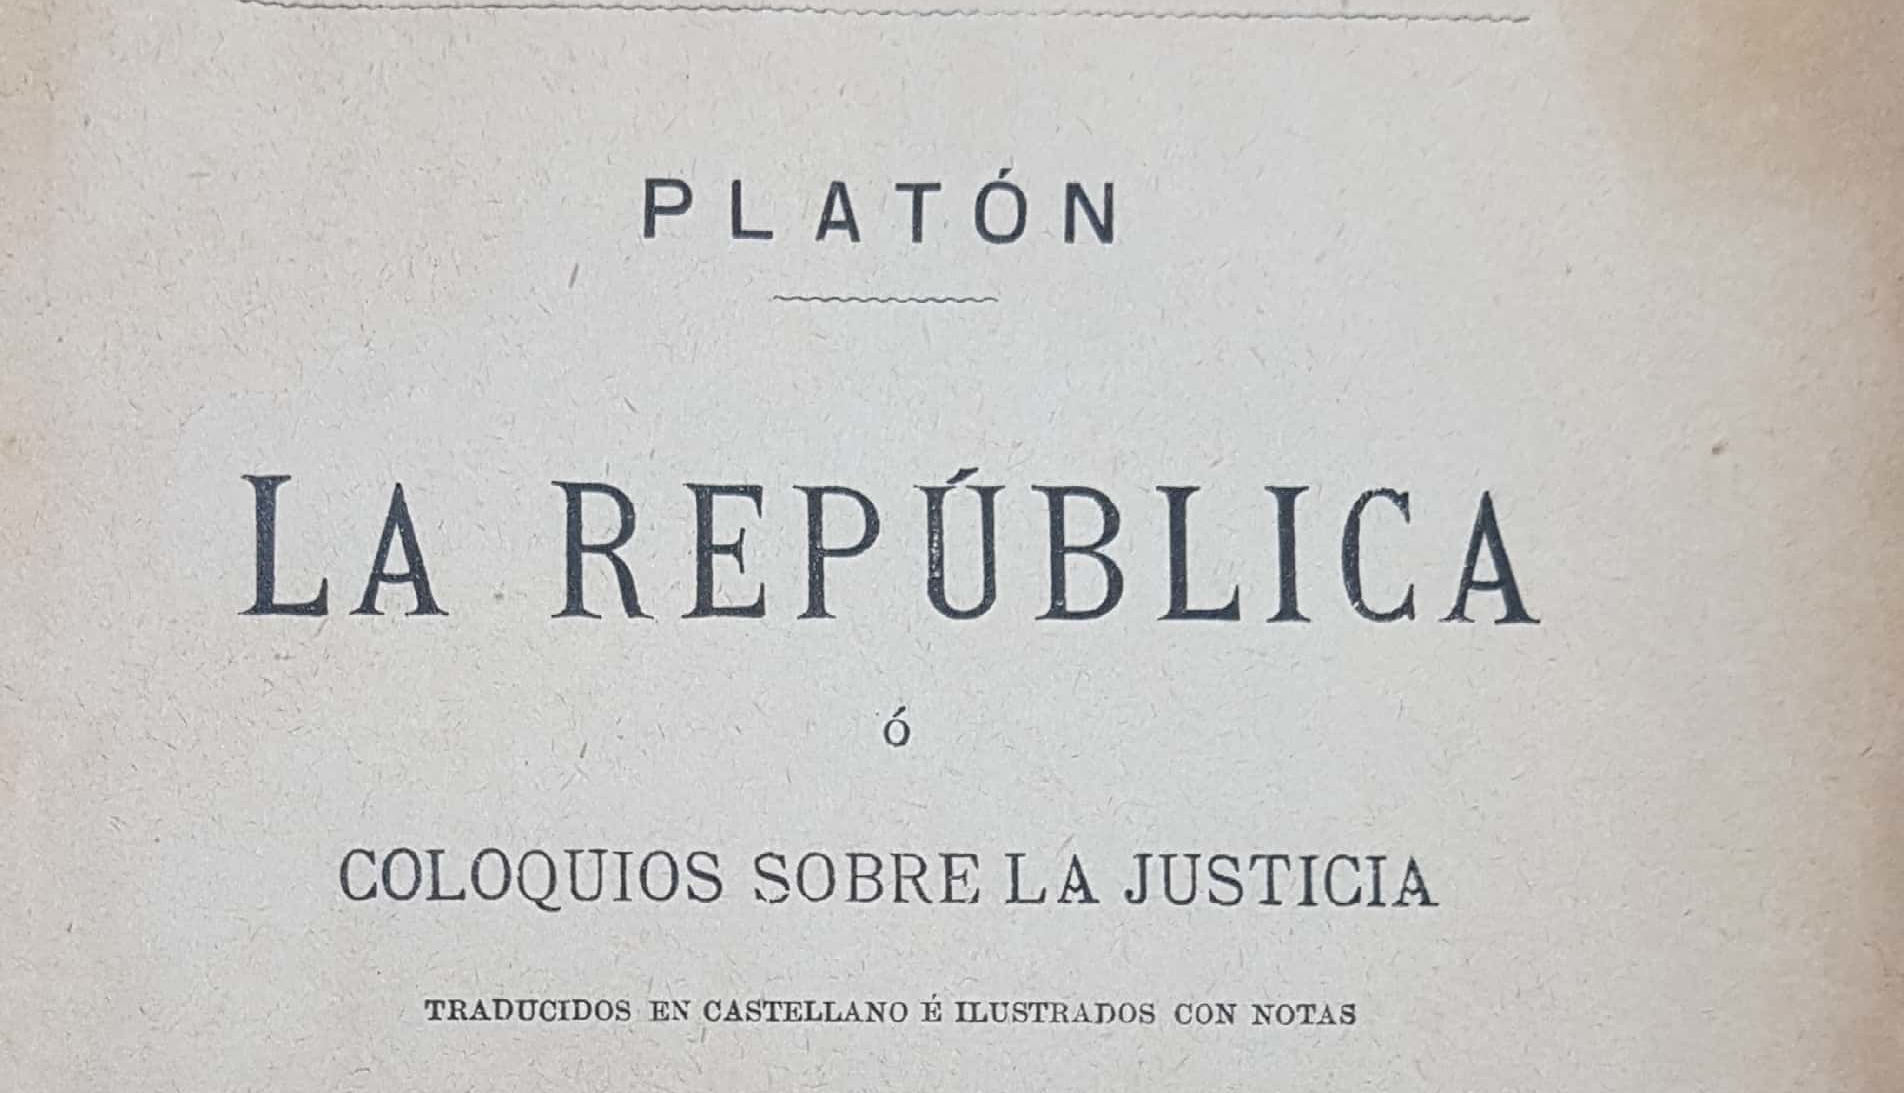 PLATÓN
LA REPÚBLICA
ó
COLOQUIOS SOBRE LA JUSTICIA
TRADUCIDOS EN CASTELLANO É ILUSTRADOS CON NOTAS